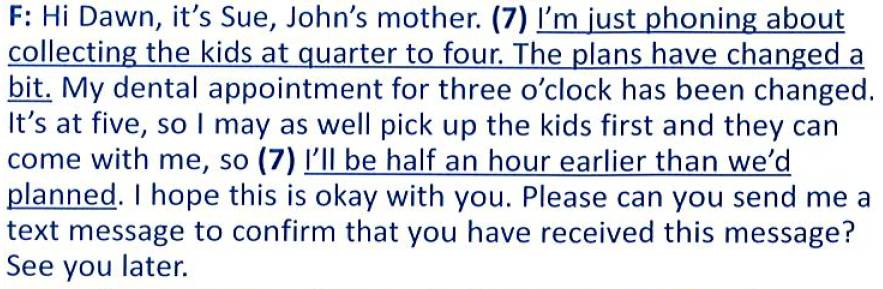 F: Hi Dawn, it’s Sue, John’s mother. (7) I’m just phoning about
collecting the kids at quarter to four. The plans have changed a
bit. My dental appointment for three o’clock has been changed.
It’s at five, so I may as well pick up the kids first and they can
come with me, so (7) I’ll be half an hour earlier than we’d
planned. I hope this is okay with you. Please can you send me a
text message to confirm that you have received this message?
See you later.